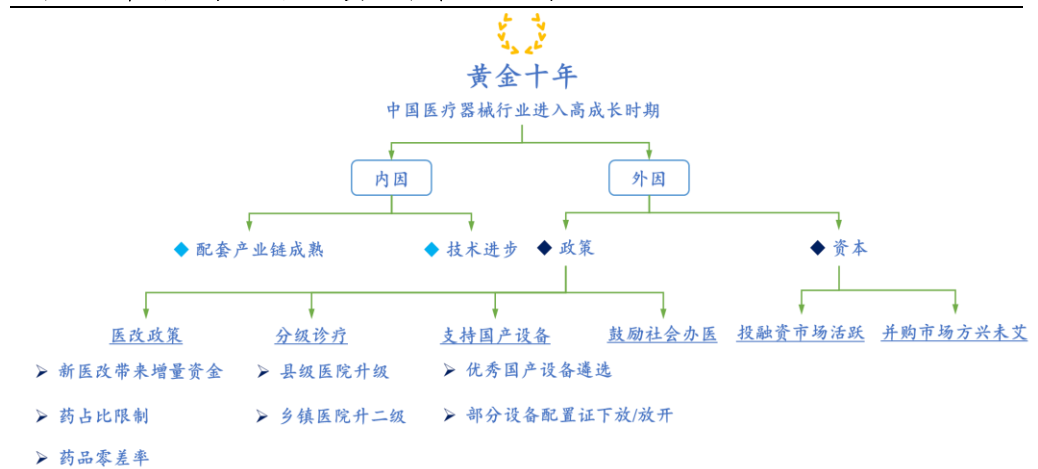 黄金十年
中国医疗器械行业进入高成长时期
内因
外因
配套产业链成熟
技术进步
政策
资本
医改政策
分级诊疗
支持国产设备
鼓励社会办医
投融资市场活跃
并购市场方兴未艾
新医改带来增量资金
县级医院升级
优秀国产设备遴选
药占比限制
乡镇医院升二级
部分设备配置证下放/放开
药品零差率